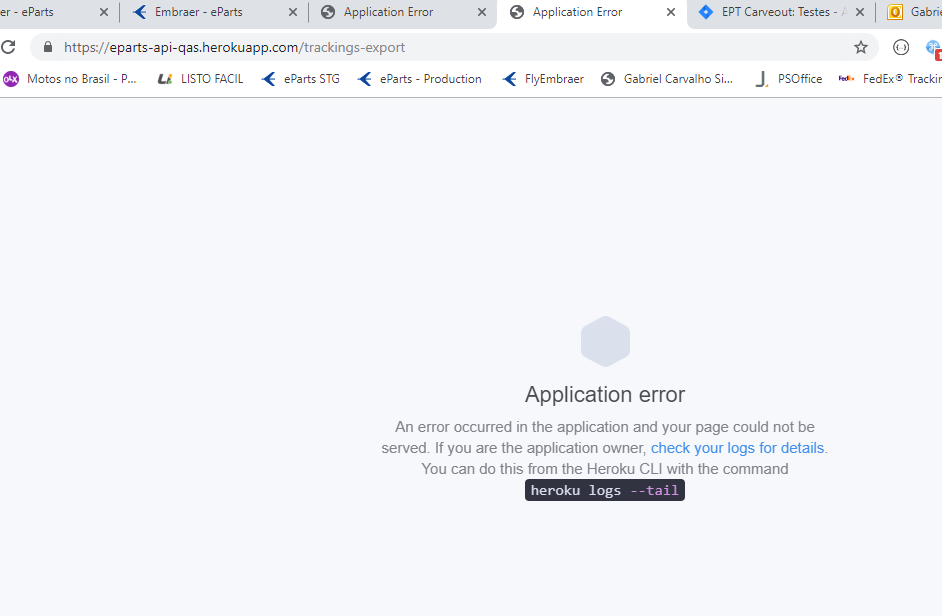 er - eParts
Embraer - eParts
Application Error
Application Error
EPT Carveout: Testes - A
Gabrie
https://eparts-api-qas.herokuapp.com/trackings-export
OLX Motos no Brasil - P...
LISTO FACIL
eParts STG
eParts - Production
FlyEmbraer
Gabriel Carvalho Si...
PSOffice
FedEx FedEx® Trackin
Application error
An error occurred in the application and your page could not be
served. If you are the application owner, check your logs for details.
You can do this from the Heroku CLI with the command
heroku logs --tail